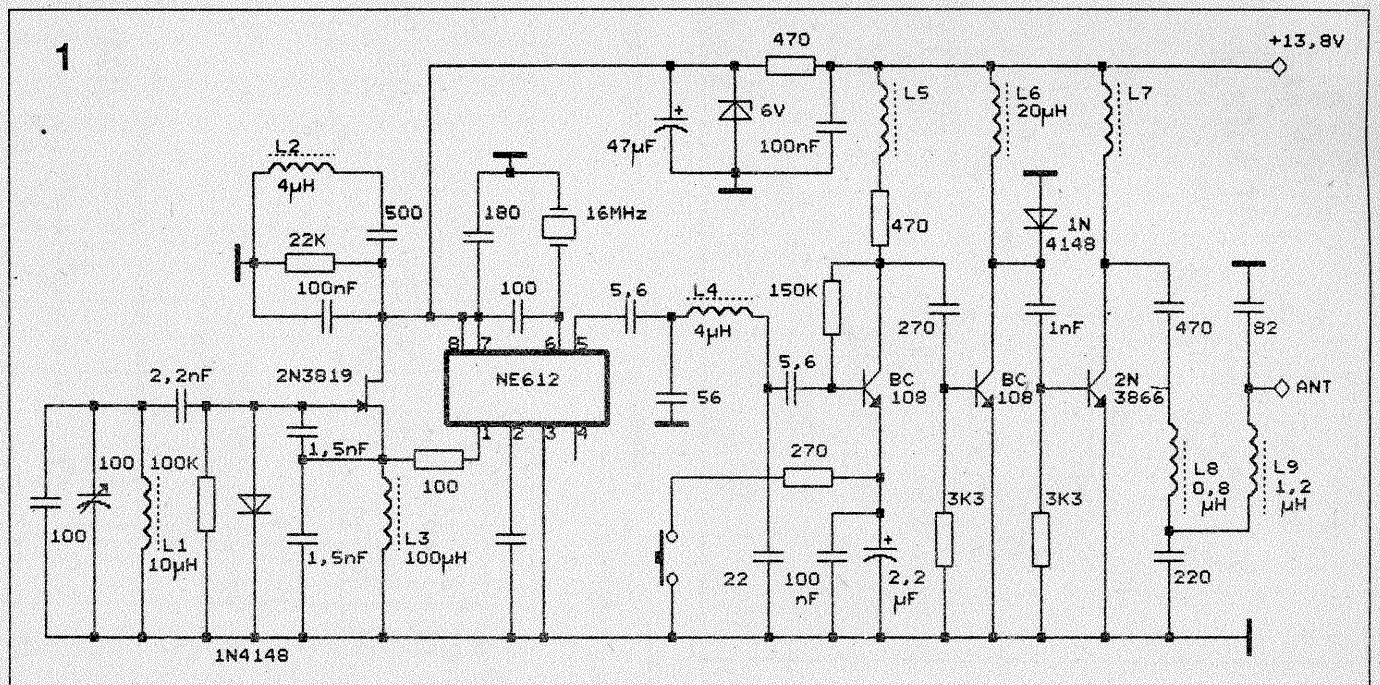 1
470
+13,8V
L5
L6
20µH
L7
6V
47µF
100nF
L2
4µH
500
180
16MHz
22K
100nF
470
1N
4148
100
5,6
L4
4µH
150K
270
1nF
470
82
8
7
6
5
2,2nF
2N3819
NE612
5,6
BC
108
BC
108
2N
3866
ANT
56
1
2
3
4
100
100K
1,5nF
100
270
L8
0,8
µH
L9
1,2
µH
3K3
3K3
100
L1
10µH
1,5nF
L3
100µH
22
100
nF
2,2
µF
220
1N4148